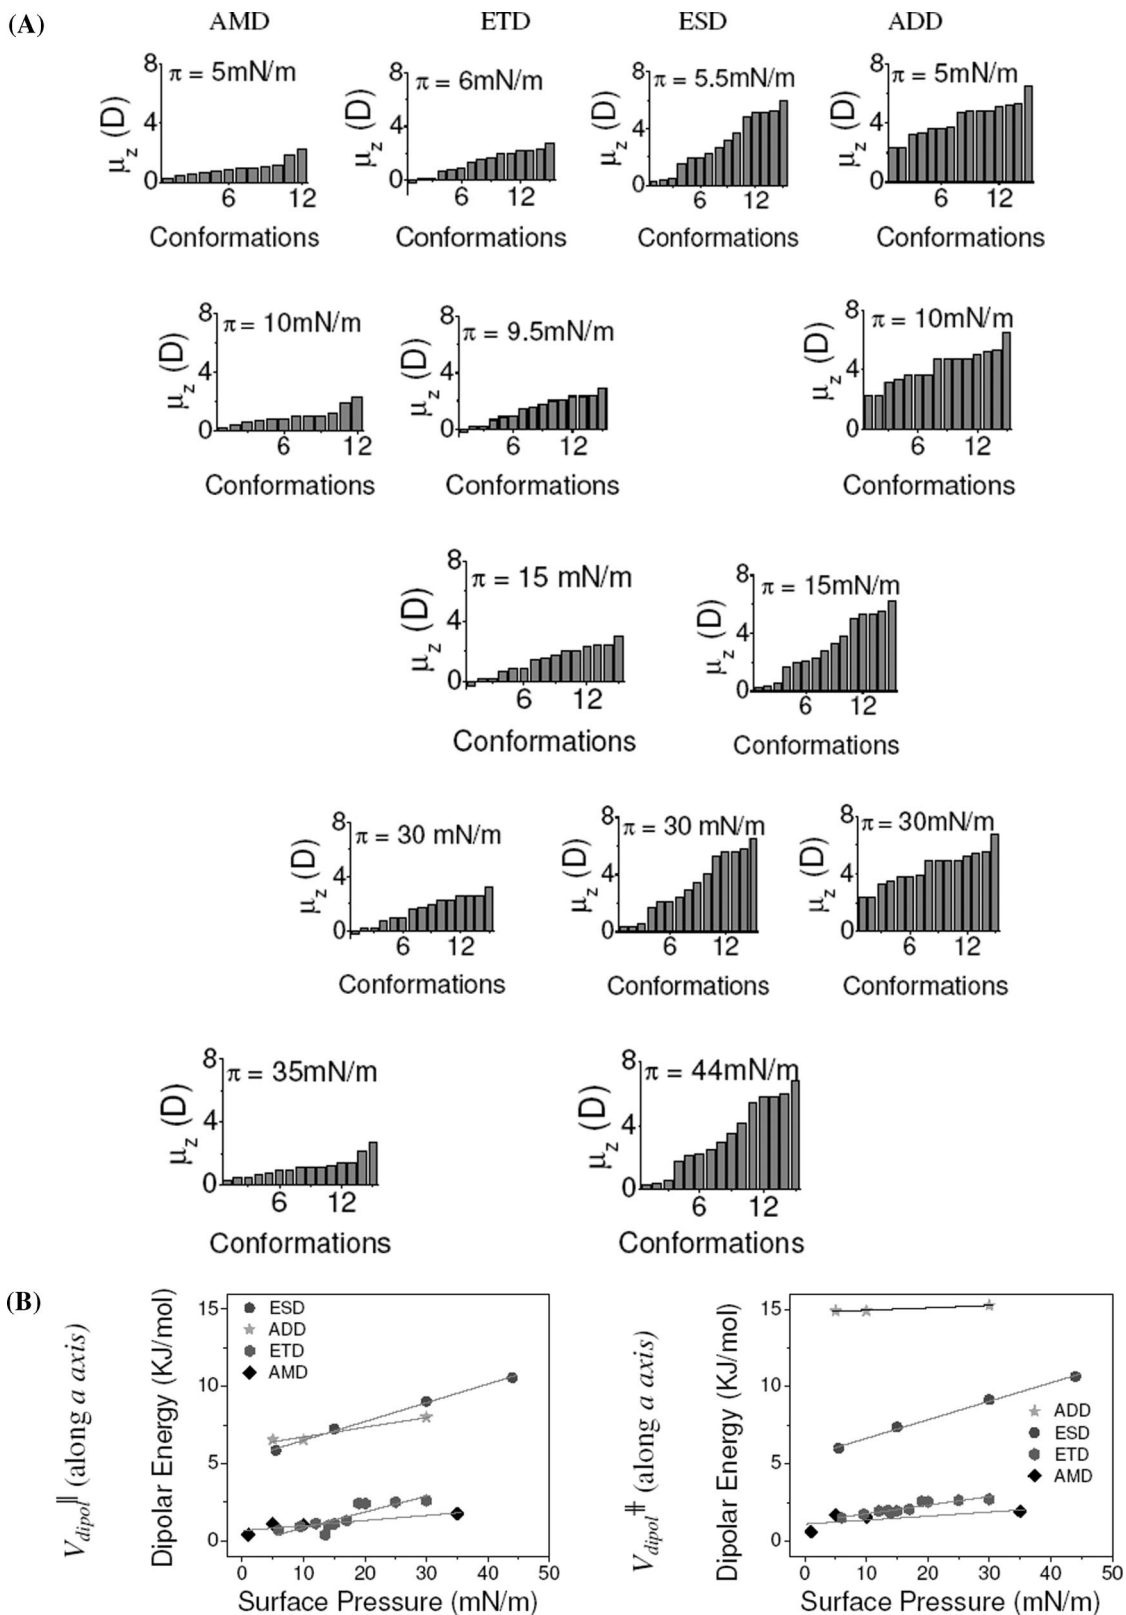 (A)
AMD ETD ESD ADD
π = 5mN/m
μz (D)
8
4
0
6 12
Conformations
π = 6mN/m
μz (D)
8
4
0
6 12
Conformations
π = 5.5mN/m
μz (D)
8
4
0
6 12
Conformations
π = 5mN/m
μz (D)
8
4
0
6 12
Conformations
π = 10mN/m
μz (D)
8
4
0
6 12
Conformations
π = 9.5mN/m
μz (D)
8
4
0
6 12
Conformations
π = 10mN/m
μz (D)
8
4
0
6 12
Conformations
π = 15 mN/m
μz (D)
8
4
0
6 12
Conformations
π = 15mN/m
μz (D)
8
4
0
6 12
Conformations
π = 30 mN/m
μz (D)
8
4
0
6 12
Conformations
π = 30 mN/m
μz (D)
8
4
0
6 12
Conformations
π = 30mN/m
μz (D)
8
4
0
6 12
Conformations
π = 35mN/m
μz (D)
8
4
0
6 12
Conformations
π = 44mN/m
μz (D)
8
4
0
6 12
Conformations
(B)
Vdipol|| (along a axis)
Dipolar Energy (KJ/mol)
15
10
5
0
ESD
ADD
ETD
AMD
0 10 20 30 40 50
Surface Pressure (mN/m)
Vdipol⧺ (along a axis)
Dipolar Energy (KJ/mol)
15
10
5
0
ADD
ESD
ETD
AMD
0 10 20 30 40 50
Surface Pressure (mN/m)